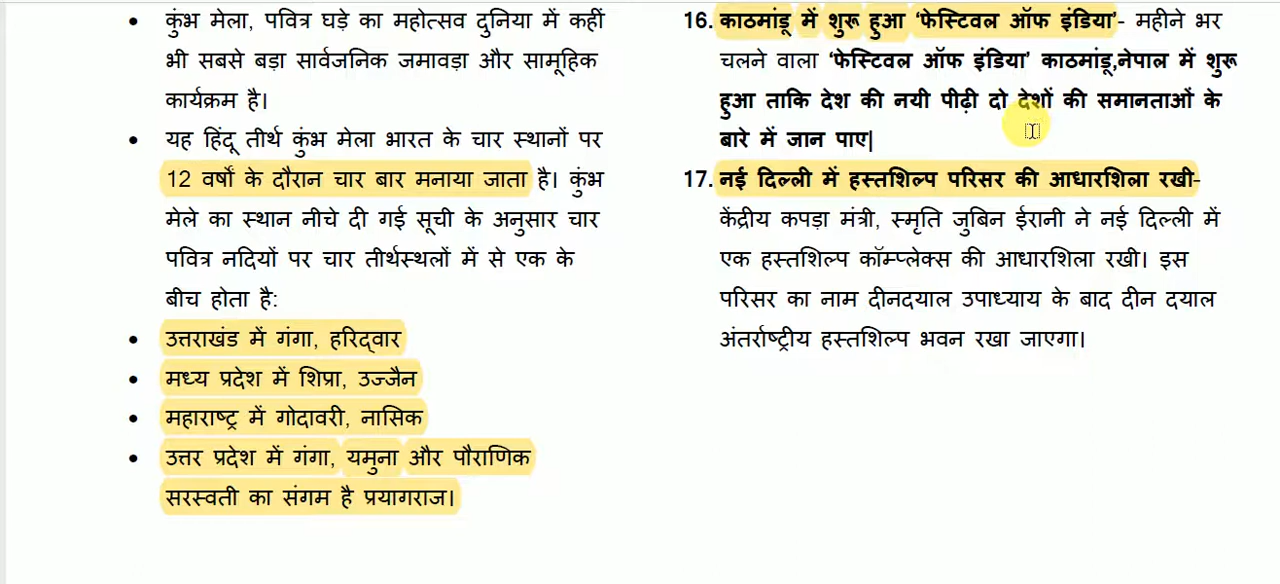 कुंभ मेला, पवित्र घड़े का महोत्सव दुनिया में कहीं
भी सबसे बड़ा सार्वजनिक जमावड़ा और सामूहिक
कार्यक्रम है।
यह हिंदू तीर्थ कुंभ मेला भारत के चार स्थानों पर
12 वर्षों के दौरान चार बार मनाया जाता है। कुंभ
मेले का स्थान नीचे दी गई सूची के अनुसार चार
पवित्र नदियों पर चार तीर्थस्थलों में से एक के
बीच होता है:
उत्तराखंड में गंगा, हरिद्वार
मध्य प्रदेश में शिप्रा, उज्जैन
महाराष्ट्र में गोदावरी, नासिक
उत्तर प्रदेश में गंगा, यमुना और पौराणिक
सरस्वती का संगम है प्रयागराज।
16. काठमांडू में शुरू हुआ 'फेस्टिवल ऑफ इंडिया'- महीने भर
चलने वाला 'फेस्टिवल ऑफ इंडिया' काठमांडू,नेपाल में शुरू
हुआ ताकि देश की नयी पीढ़ी दो देशों की समानताओं के
बारे में जान पाए|
17. नई दिल्ली में हस्तशिल्प परिसर की आधारशिला रखी-
केंद्रीय कपड़ा मंत्री, स्मृति जुबिन ईरानी ने नई दिल्ली में
एक हस्तशिल्प कॉम्प्लेक्स की आधारशिला रखी। इस
परिसर का नाम दीनदयाल उपाध्याय के बाद दीन दयाल
अंतर्राष्ट्रीय हस्तशिल्प भवन रखा जाएगा।